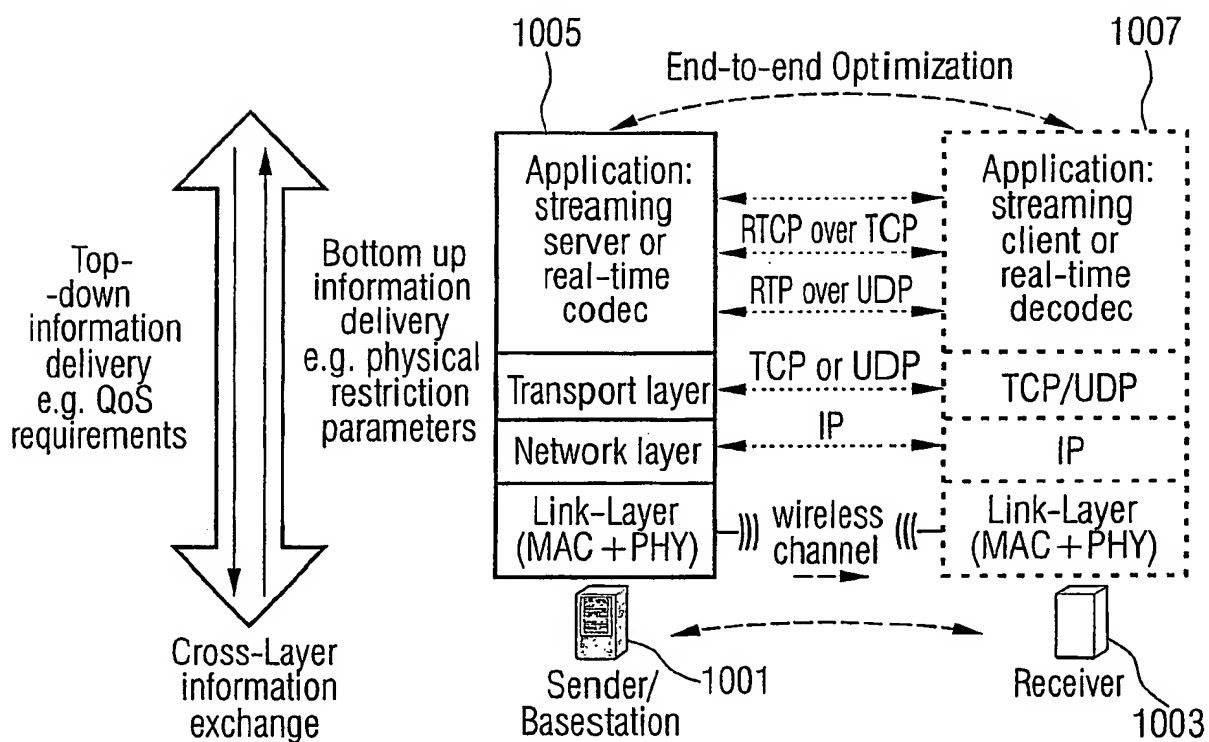 1005
1007
End-to-end Optimization
Top-
-down
information
delivery
e.g. QoS
requirements
Bottom up
information
delivery
e.g. physical
restriction
parameters
Cross-Layer
information
exchange
Application:
streaming
server or
real-time
codec
Transport layer
Network layer
Link-Layer
(MAC+PHY)
RTCP over TCP
RTP over UDP
TCP or UDP
IP
wireless
channel
Application:
streaming
client or
real-time
decodec
TCP/UDP
IP
Link-Layer
(MAC+PHY)
Sender/
Basestation
1001
Receiver
1003